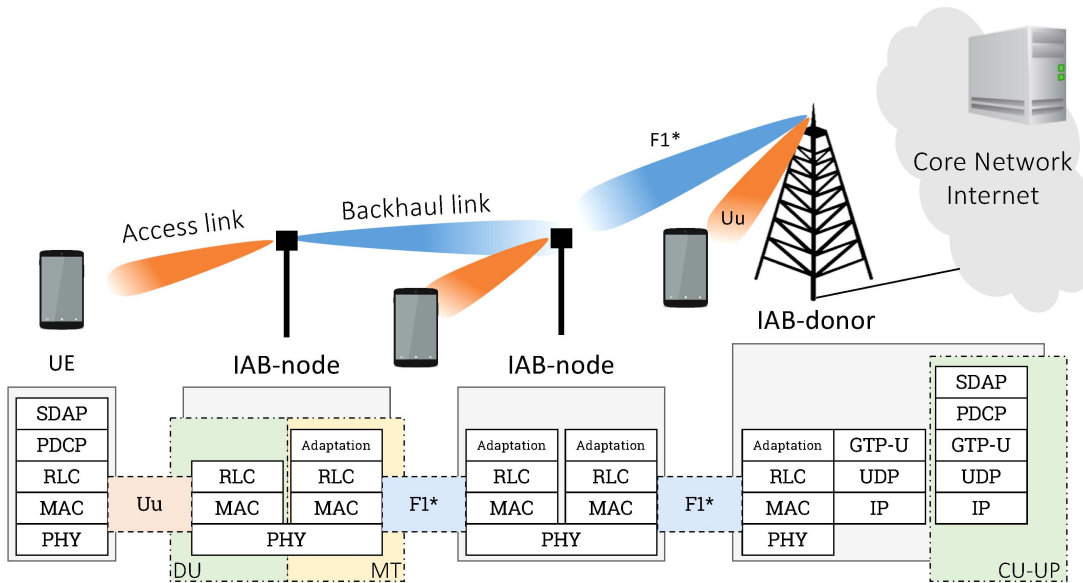 Core Network
Internet
F1*
Uu
Access link
Backhaul link
UE
IAB-node
IAB-node
IAB-donor
SDAP
PDCP
RLC
MAC
PHY
Uu
RLC
MAC
Adaptation
RLC
MAC
PHY
DU
MT
F1*
Adaptation
RLC
MAC
Adaptation
RLC
MAC
PHY
F1*
Adaptation
RLC
MAC
PHY
GTP-U
UDP
IP
SDAP
PDCP
GTP-U
UDP
IP
CU-UP